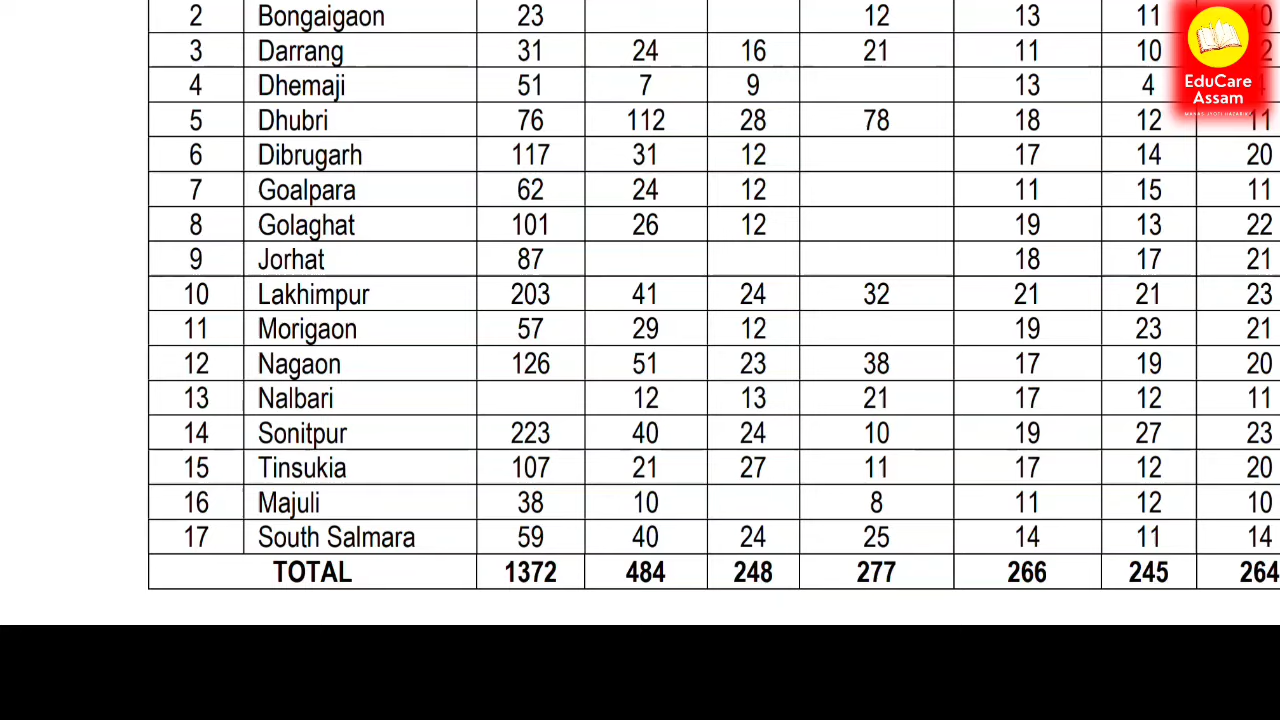 2 Bongaigaon 23 12 13 11
3 Darrang 31 24 16 21 11 10
4 Dhemaji 51 7 9 13 4
5 Dhubri 76 112 28 78 18 12 11
6 Dibrugarh 117 31 12 17 14 20
7 Goalpara 62 24 12 11 15 11
8 Golaghat 101 26 12 19 13 22
9 Jorhat 87 18 17 21
10 Lakhimpur 203 41 24 32 21 21 23
11 Morigaon 57 29 12 19 23 21
12 Nagaon 126 51 23 38 17 19 20
13 Nalbari 12 13 21 17 12 11
14 Sonitpur 223 40 24 10 19 27 23
15 Tinsukia 107 21 27 11 17 12 20
16 Majuli 38 10 8 11 12 10
17 South Salmara 59 40 24 25 14 11 14
TOTAL 1372 484 248 277 266 245 264
EduCare
Assam